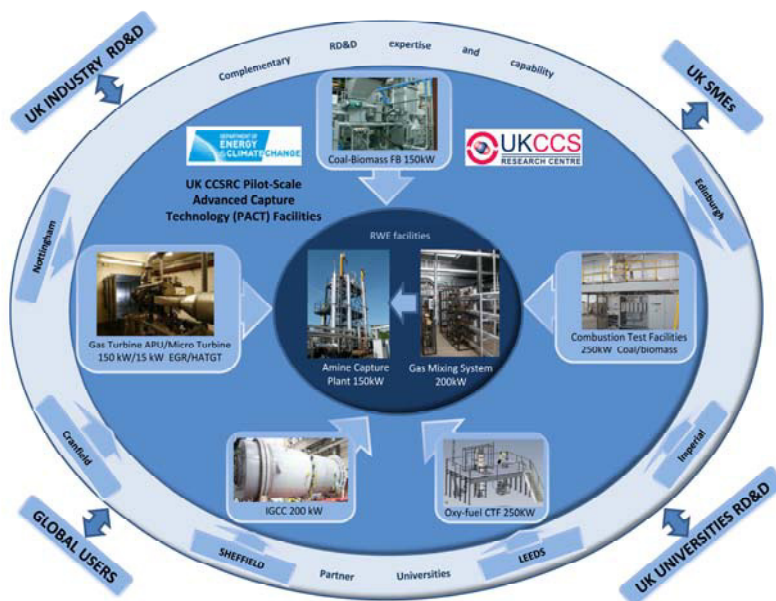 Complementary RD&D expertise and capability
UK INDUSTRY RD&D
UK SMEs
DEPARTMENT OF
ENERGY
& CLIMATE CHANGE
Coal-Biomass FB 150kW
UKCCS
RESEARCH CENTRE
UK CCSRC Pilot-Scale
Advanced Capture
Technology (PACT) Facilities
Nottingham
Edinburgh
RWE facilities
Gas Turbine APU/Micro Turbine
150 kW/15 kW EGR/HATGT
Amine Capture
Plant 150kW
Gas Mixing System
200kW
Combustion Test Facilities
250kW Coal/biomass
Cranfield
Imperial
IGCC 200 kW
Oxy-fuel CTF 250KW
GLOBAL USERS
SHEFFIELD
Partner Universities
LEEDS
UK UNIVERSITIES RD&D